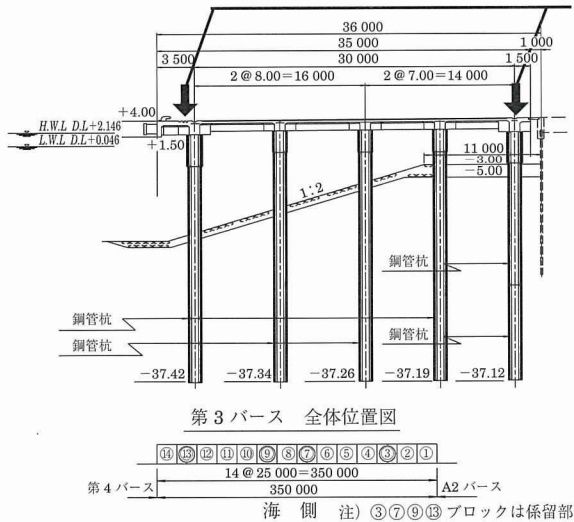 36 000
35 000
1 000
3 500
30 000
1 500
2@8.00=16 000
2@7.00=14 000
+4.00
H.W.L D.L+2.146
L.W.L D.L+0.046
+1.50
11 000
-3.00
-5.00
1:2
鋼管杭
鋼管杭
鋼管杭
鋼管杭
-37.42
-37.34
-37.26
-37.19
-37.12
第3バース 全体位置図
⑭ ⑬ ⑫ ⑪ ⑩ ⑨ ⑧ ⑦ ⑥ ⑤ ④ ③ ② ①
14@25 000=350 000
第4バース
350 000
A2バース
海 側 注) ③⑦⑨⑬ブロックは係留部